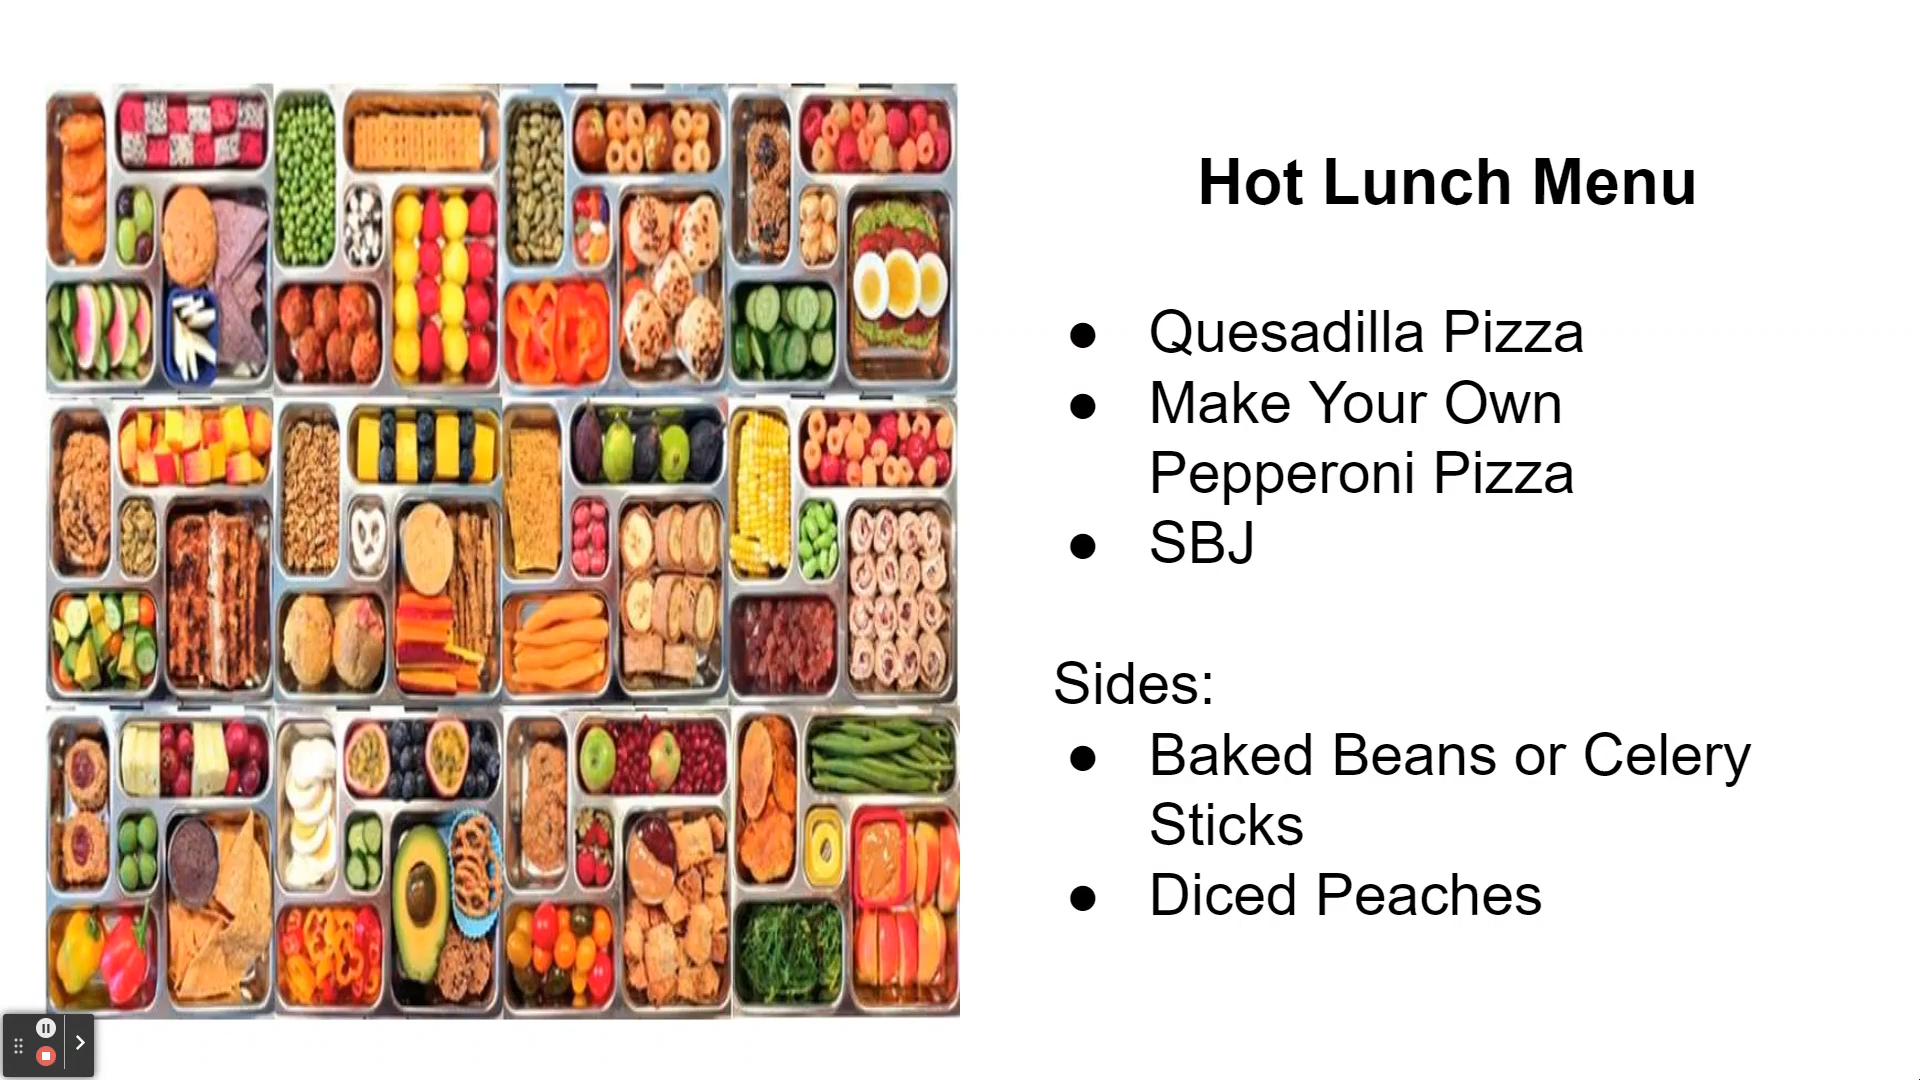 Hot Lunch Menu
● Quesadilla Pizza
● Make Your Own
Pepperoni Pizza
● SBJ
Sides:
● Baked Beans or Celery
Sticks
● Diced Peaches